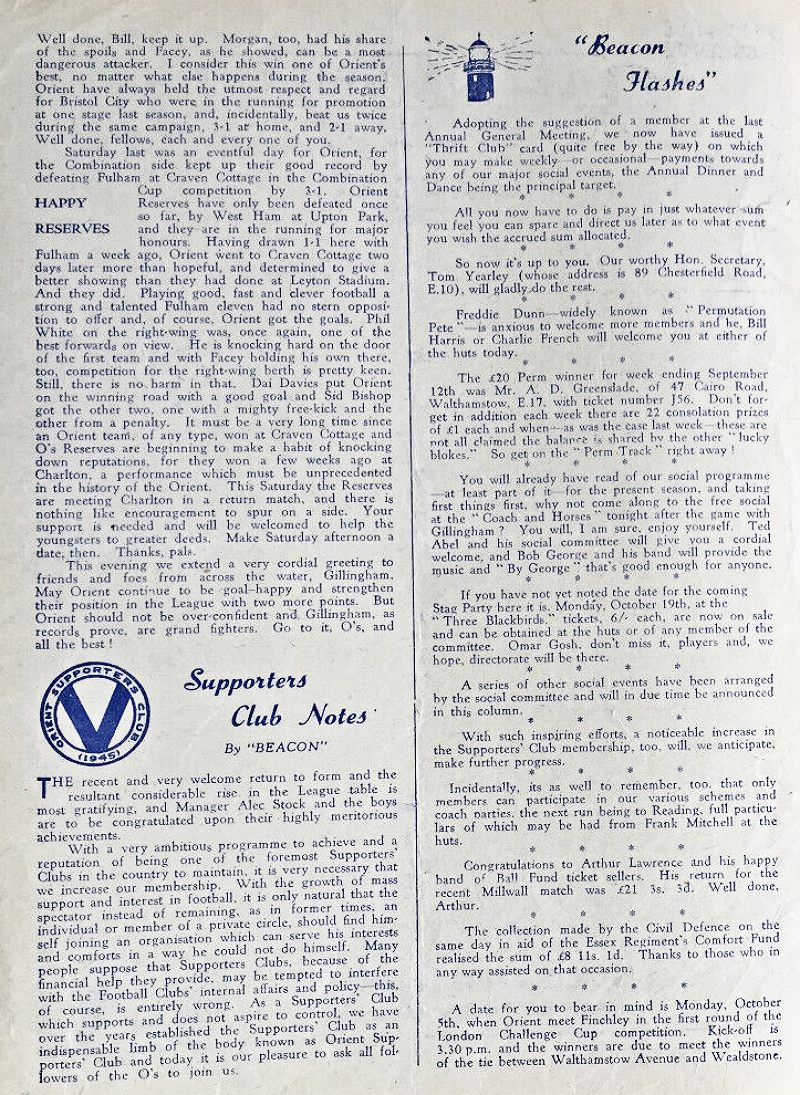 Well done, Bill, keep it up. Morgan, too, had his share
of the spoils and Facey, as he showed, can be a most
dangerous attacker. I consider this win one of Orient's
best, no matter what else happens during the season.
Orient have always held the utmost respect and regard
for Bristol City who were in the running for promotion
at one stage last season, and, incidentally, beat us twice
during the same campaign, 3-1 at home, and 2-1 away.
Well done, fellows, each and every one of you.
Saturday last was an eventful day for Orient, for
the Combination side kept up their good record by
defeating Fulham at Craven Cottage in the Combination
Cup competition by 3-1. Orient
HAPPY Reserves have only been defeated once
so far, by West Ham at Upton Park,
RESERVES and they are in the running for major
honours. Having drawn 1-1 here with
Fulham a week ago, Orient went to Craven Cottage two
days later more than hopeful, and determined to give a
better showing than they had done at Leyton Stadium.
And they did. Playing good, fast and clever football a
strong and talented Fulham eleven had no stern opposi-
tion to offer and, of course, Orient got the goals. Phil
White on the right-wing was, once again, one of the
best forwards on view. He is knocking hard on the door
of the first team and with Facey holding his own there,
too, competition for the right-wing berth is pretty keen.
Still, there is no harm in that. Dai Davies put Orient
on the winning road with a good goal and Sid Bishop
got the other two, one with a mighty free-kick and the
other from a penalty. It must be a very long time since
an Orient team, of any type, won at Craven Cottage and
O's Reserves are beginning to make a habit of knocking
down reputations, for they won a few weeks ago at
Charlton, a performance which must be unprecedented
in the history of the Orient. This Saturday the Reserves
are meeting Charlton in a return match, and there is
nothing like encouragement to spur on a side. Your
support is needed and will be welcomed to help the
youngsters to greater deeds. Make Saturday afternoon a
date, then. Thanks, pals.
This evening we extend a very cordial greeting to
friends and foes from across the water, Gillingham.
May Orient continue to be goal-happy and strengthen
their position in the League with two more points. But
Orient should not be over-confident and Gillingham, as
records prove, are grand fighters. Go to it, O's, and
all the best!
ORIENT SUPPORTERS CLUB
V
(1945)
Supporters
Club Notes
By "BEACON"
THE recent and very welcome return to form and the
resultant considerable rise in the League table is
most gratifying, and Manager Alec Stock and the boys
are to be congratulated upon their highly meritorious
achievements.
With a very ambitious programme to achieve and a
reputation of being one of the foremost Supporters'
Clubs in the country to maintain, it is very necessary that
we increase our membership. With the growth of mass
support and interest in football, it is only natural that the
spectator instead of remaining, as in former times, an
individual or member of a private circle, should find him-
self joining an organisation which can serve his interests
and comforts in a way he could not do himself. Many
people suppose that Supporters Clubs, because of the
financial help they provide, may be tempted to interfere
with the Football Clubs' internal affairs and policy—this,
of course, is entirely wrong. As a Supporters' Club
which supports and does not aspire to control, we have
over the years established the Supporters' Club as an
indispensable limb of the body known as Orient Sup-
porters' Club and today it is our pleasure to ask all fol-
lowers of the O's to join us.
"Beacon
Flashes"
Adopting the suggestion of a member at the last
Annual General Meeting, we now have issued a
"Thrift Club" card (quite free by the way) on which
you may make weekly or occasional payments towards
any of our major social events, the Annual Dinner and
Dance being the principal target.
* * * *
All you now have to do is pay in just whatever sum
you feel you can spare and direct us later as to what event
you wish the accrued sum allocated.
* * * *
So now it's up to you. Our worthy Hon. Secretary,
Tom Yearley (whose address is 89 Chesterfield Road,
E.10), will gladly do the rest.
* * * *
Freddie Dunn—widely known as "Permutation
Pete"—is anxious to welcome more members and he, Bill
Harris or Charlie French will welcome you at either of
the huts today.
* * * *
The £20 Perm winner for week ending September
12th was Mr. A. D. Greenslade, of 47 Cairo Road,
Walthamstow, E.17, with ticket number J56. Don't for-
get in addition each week there are 22 consolation prizes
of £1 each and when—as was the case last week—these are
not all claimed the balance is shared by the other "lucky
blokes." So get on the "Perm Track" right away!
* * * *
You will already have read of our social programme
—at least part of it—for the present season, and taking
first things first, why not come along to the free social
at the "Coach and Horses" tonight after the game with
Gillingham? You will, I am sure, enjoy yourself. Ted
Abel and his social committee will give you a cordial
welcome, and Bob George and his band will provide the
music and "By George" that's good enough for anyone.
* * * *
If you have not yet noted the date for the coming
Stag Party here it is. Monday, October 19th, at the
"Three Blackbirds," tickets, 6/- each, are now on sale
and can be obtained at the huts or of any member of the
committee. Omar Gosh, don't miss it, players and, we
hope, directorate will be there.
* * * *
A series of other social events have been arranged
by the social committee and will in due time be announced
in this column.
* * * *
With such inspiring efforts, a noticeable increase in
the Supporters' Club membership, too, will, we anticipate,
make further progress.
* * * *
Incidentally, its as well to remember, too, that only
members can participate in our various schemes and
coach parties, the next run being to Reading, full particu-
lars of which may be had from Frank Mitchell at the
huts.
* * * *
Congratulations to Arthur Lawrence and his happy
band of Ball Fund ticket sellers. His return for the
recent Millwall match was £21 3s. 3d. Well done,
Arthur.
* * * *
The collection made by the Civil Defence on the
same day in aid of the Essex Regiment's Comfort Fund
realised the sum of £8 11s. 1d. Thanks to those who in
any way assisted on that occasion.
* * * *
A date for you to bear in mind is Monday, October
5th, when Orient meet Finchley in the first round of the
London Challenge Cup competition. Kick-off is
3.30 p.m. and the winners are due to meet the winners
of the tie between Walthamstow Avenue and Wealdstone.